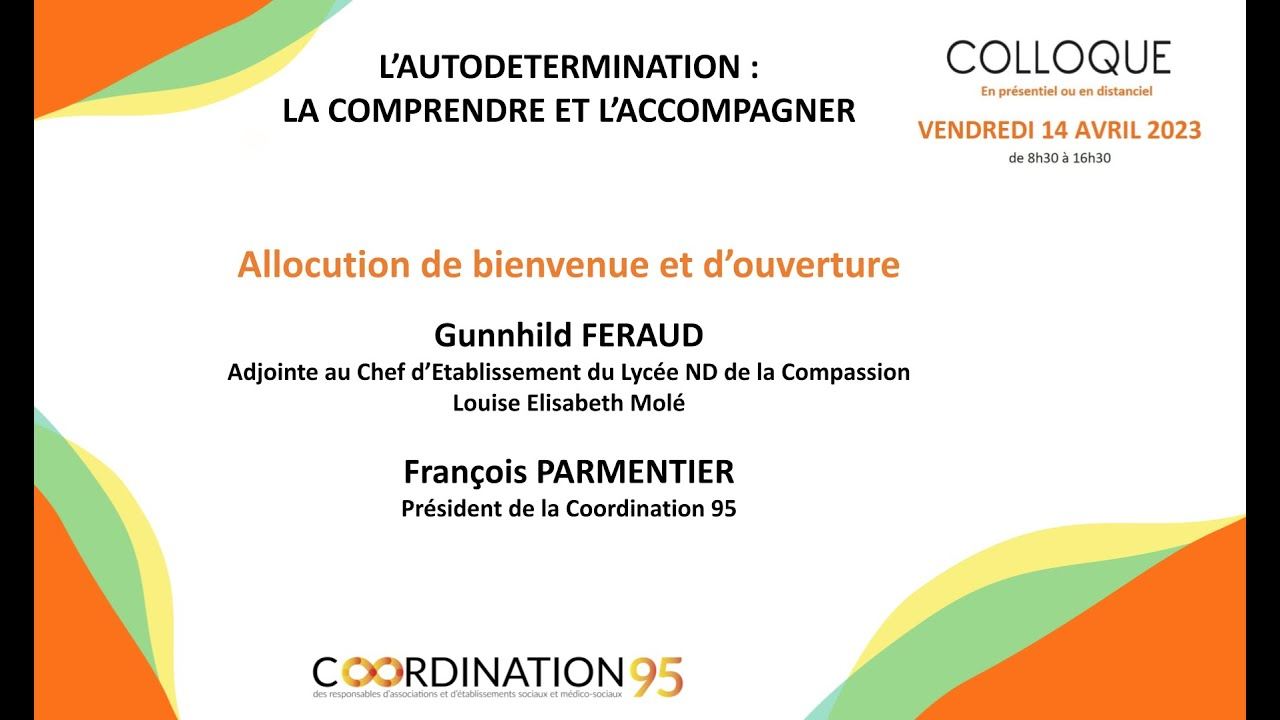 L'AUTODETERMINATION :
LA COMPRENDRE ET L'ACCOMPAGNER
COLLOQUE
En présentiel ou en distanciel
VENDREDI 14 AVRIL 2023
de 8h30 à 16h30
Allocution de bienvenue et d'ouverture
Gunnhild FERAUD
Adjointe au Chef d'Etablissement du Lycée ND de la Compassion
Louise Elisabeth Molé
François PARMENTIER
Président de la Coordination 95
COORDINATION95
des responsables d'associations et d'établissements sociaux et médico-sociaux